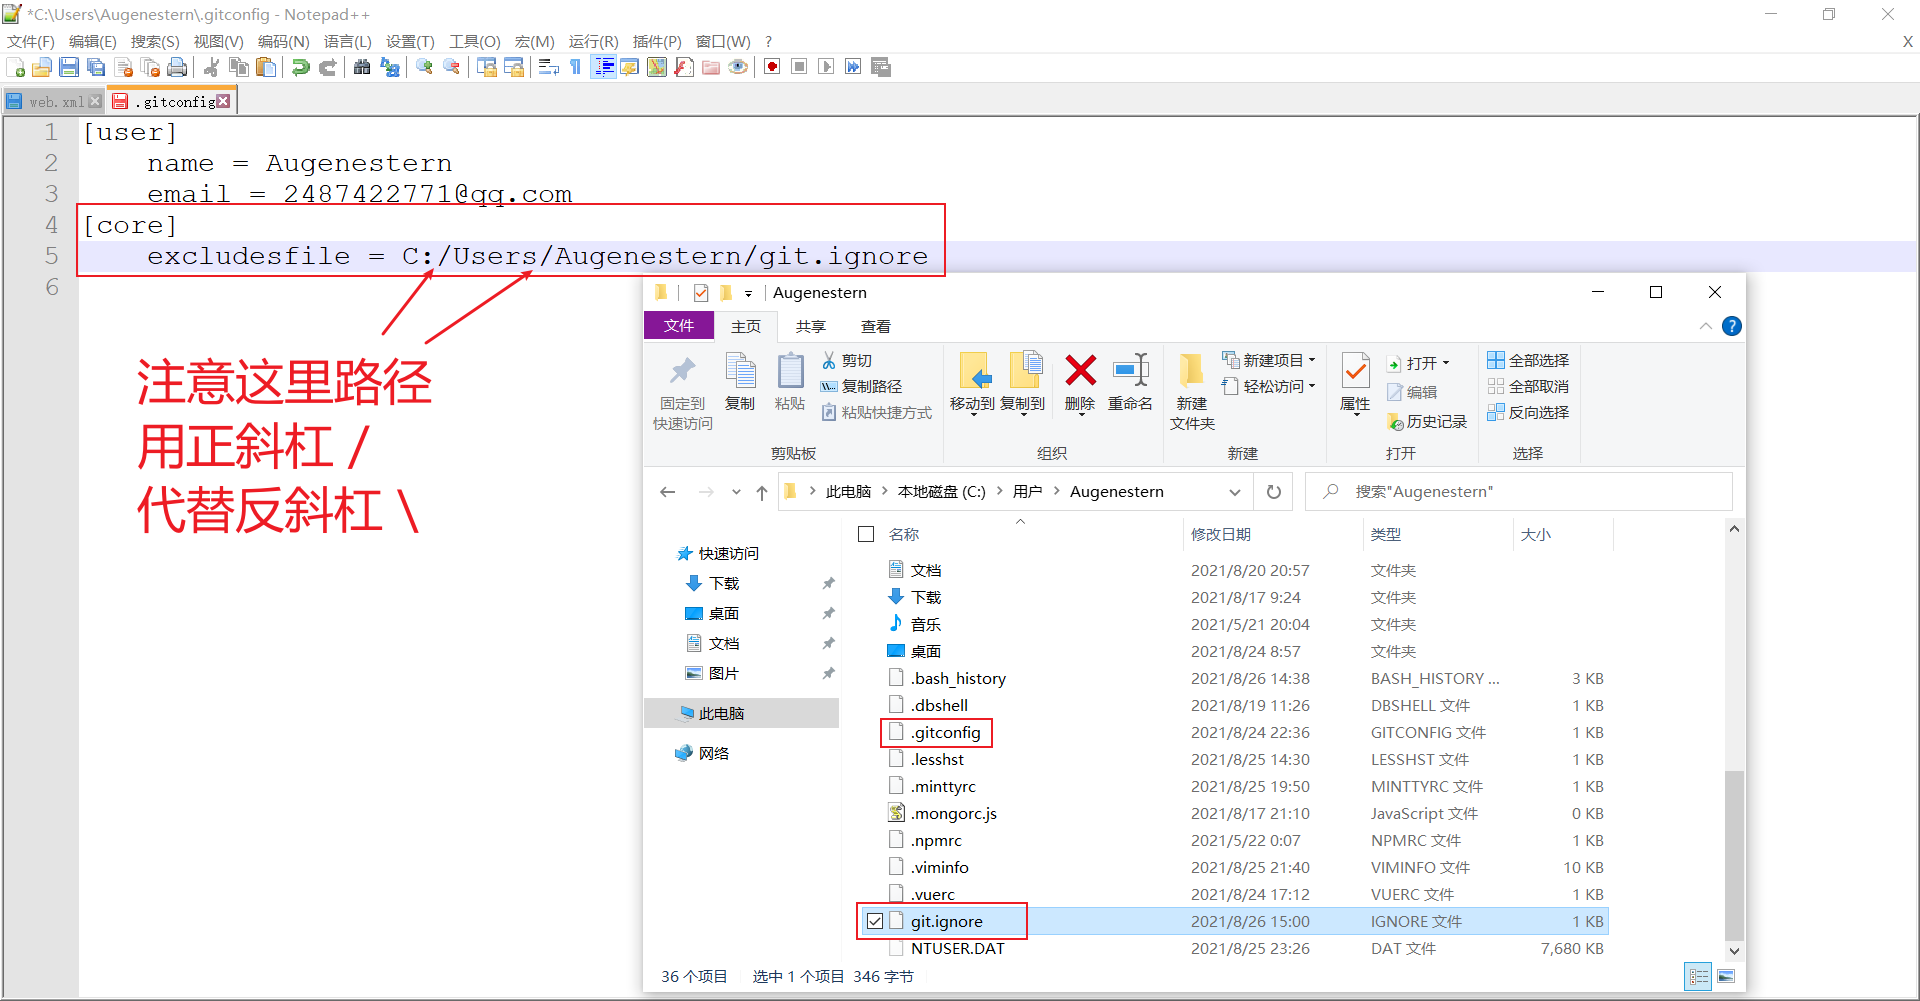 *C:\Users\Augenestern\.gitconfig - Notepad++
文件(F) 编辑(E) 搜索(S) 视图(V) 编码(N) 语言(L) 设置(T) 工具(O) 宏(M) 运行(R) 插件(P) 窗口(W) ? X
web.xml .gitconfig
1 [user]
2 name = Augenestern
3 email = 2487422771@qq.com
4 [core]
5 excludesfile = C:/Users/Augenestern/git.ignore
6
注意这里路径
用正斜杠 /
代替反斜杠 \
Augenestern
文件 主页 共享 查看
固定到快速访问
复制
粘贴
剪切
复制路径
粘贴快捷方式
剪贴板
移动到 复制到 删除 重命名
组织
新建文件夹
新建项目
轻松访问
新建
属性
打开
编辑
历史记录
打开
全部选择
全部取消
反向选择
选择
此电脑 本地磁盘 (C:) 用户 Augenestern
搜索"Augenestern"
快速访问
下载
桌面
文档
图片
此电脑
网络
名称 修改日期 类型 大小
文档 2021/8/20 20:57 文件夹
下载 2021/8/17 9:24 文件夹
音乐 2021/5/21 20:04 文件夹
桌面 2021/8/24 8:57 文件夹
.bash_history 2021/8/26 14:38 BASH_HISTORY ... 3 KB
.dbshell 2021/8/19 11:26 DBSHELL 文件 1 KB
.gitconfig 2021/8/24 22:36 GITCONFIG 文件 1 KB
.lesshst 2021/8/25 14:30 LESSHST 文件 1 KB
.minttyrc 2021/8/25 19:50 MINTTYRC 文件 1 KB
.mongorc.js 2021/8/17 21:10 JavaScript 文件 0 KB
.npmrc 2021/5/22 0:07 NPMRC 文件 1 KB
.viminfo 2021/8/25 21:40 VIMINFO 文件 10 KB
.vuerc 2021/8/24 17:12 VUERC 文件 1 KB
git.ignore 2021/8/26 15:00 IGNORE 文件 1 KB
NTUSER.DAT 2021/8/25 23:26 DAT 文件 7,680 KB
36 个项目 选中 1 个项目 346 字节